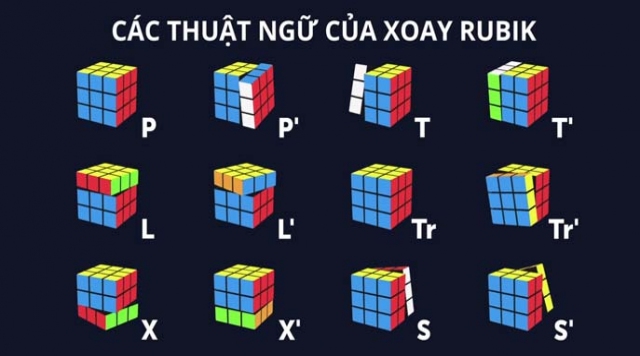 CÁC THUẬT NGỮ CỦA XOAY RUBIK
P P' T T'
L L' Tr Tr'
X X' S S'